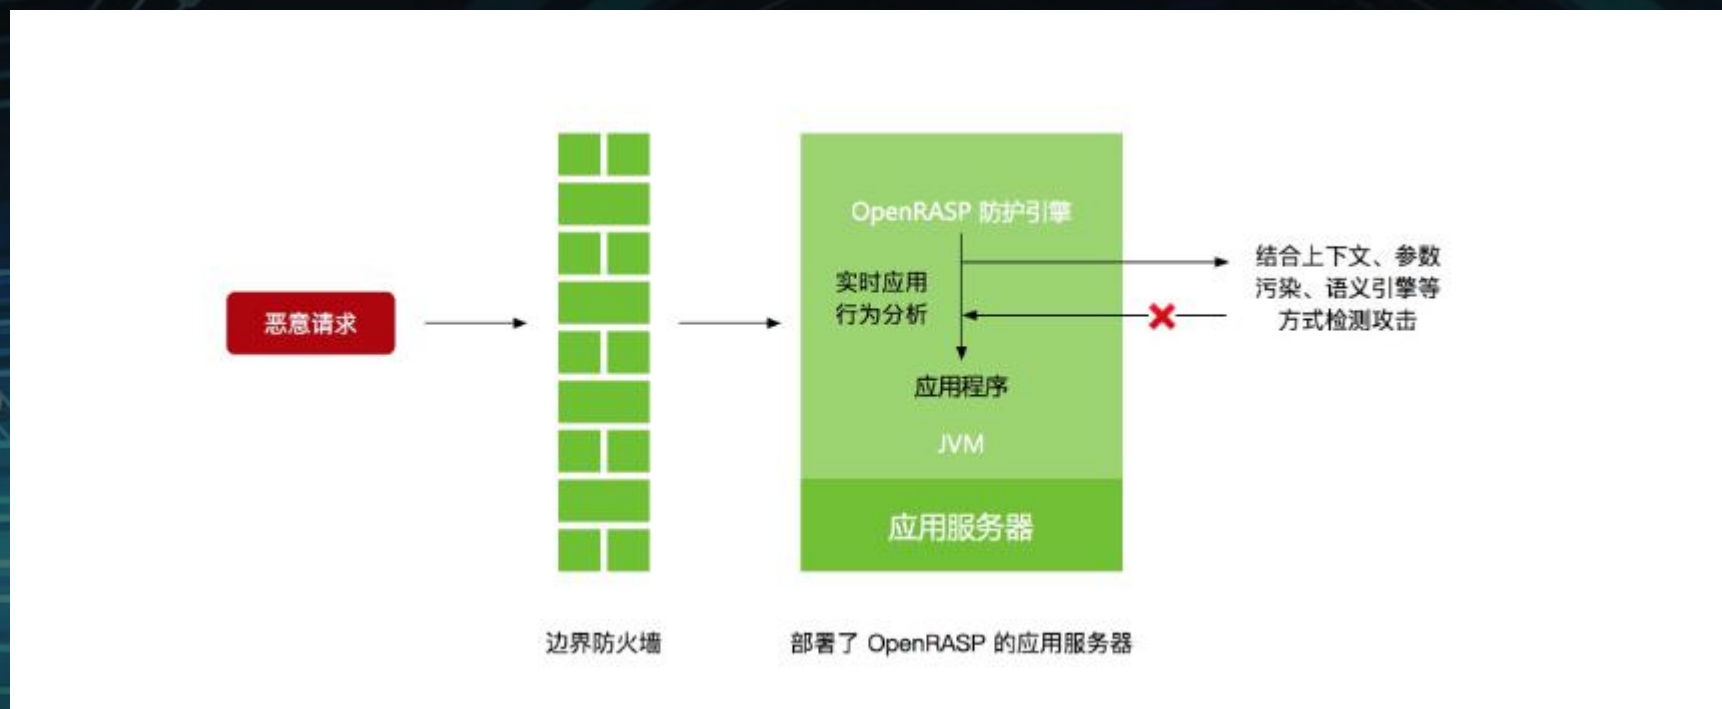 OpenRASP 防护引擎
实时应用
行为分析
结合上下文、参数
污染、语义引擎等
方式检测攻击
恶意请求
应用程序
JVM
应用服务器
边界防火墙
部署了 OpenRASP 的应用服务器